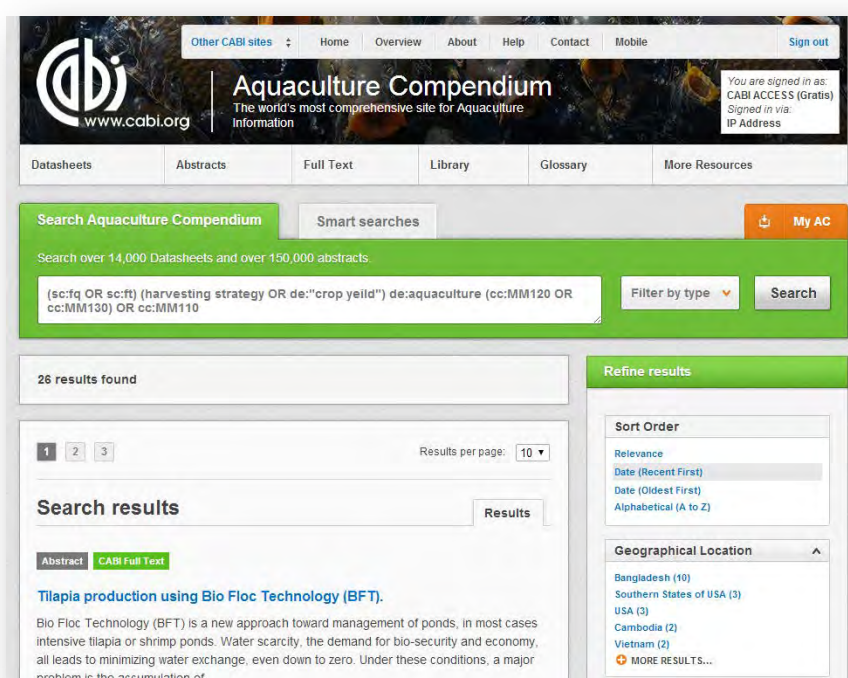 Other CABI sites Home Overview About Help Contact Mobile Sign out
cabi
www.cabi.org
Aquaculture Compendium
The world's most comprehensive site for Aquaculture
Information
You are signed in as:
CABI ACCESS (Gratis)
Signed in via:
IP Address
Datasheets Abstracts Full Text Library Glossary More Resources
Search Aquaculture Compendium Smart searches My AC
Search over 14,000 Datasheets and over 150,000 abstracts.
(sc:fq OR sc:ft) (harvesting strategy OR de:"crop yeild") de:aquaculture (cc:MM120 OR
cc:MM130) OR cc:MM110
Filter by type Search
26 results found
1 2 3 Results per page: 10
Search results Results
Abstract CABI Full Text
Tilapia production using Bio Floc Technology (BFT).
Bio Floc Technology (BFT) is a new approach toward management of ponds, in most cases
intensive tilapia or shrimp ponds. Water scarcity, the demand for bio-security and economy,
all leads to minimizing water exchange, even down to zero. Under these conditions, a major
problem is the accumulation of
Refine results
Sort Order
Relevance
Date (Recent First)
Date (Oldest First)
Alphabetical (A to Z)
Geographical Location
Bangladesh (10)
Southern States of USA (3)
USA (3)
Cambodia (2)
Vietnam (2)
MORE RESULTS...